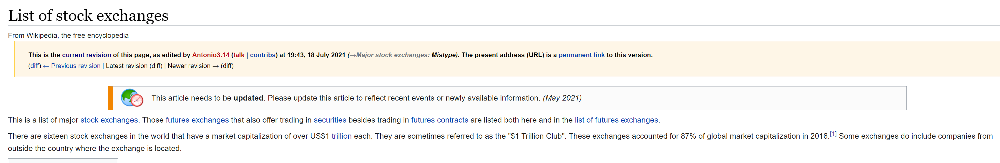 List of stock exchanges
From Wikipedia, the free encyclopedia
This is the current revision of this page, as edited by Antonio3.14 (talk | contribs) at 19:43, 18 July 2021 (→Major stock exchanges: Mistype). The present address (URL) is a permanent link to this version.
(diff) ← Previous revision | Latest revision (diff) | Newer revision → (diff)
This article needs to be updated. Please update this article to reflect recent events or newly available information. (May 2021)
This is a list of major stock exchanges. Those futures exchanges that also offer trading in securities besides trading in futures contracts are listed both here and in the list of futures exchanges.
There are sixteen stock exchanges in the world that have a market capitalization of over US$1 trillion each. They are sometimes referred to as the "$1 Trillion Club". These exchanges accounted for 87% of global market capitalization in 2016.[1] Some exchanges do include companies from
outside the country where the exchange is located.